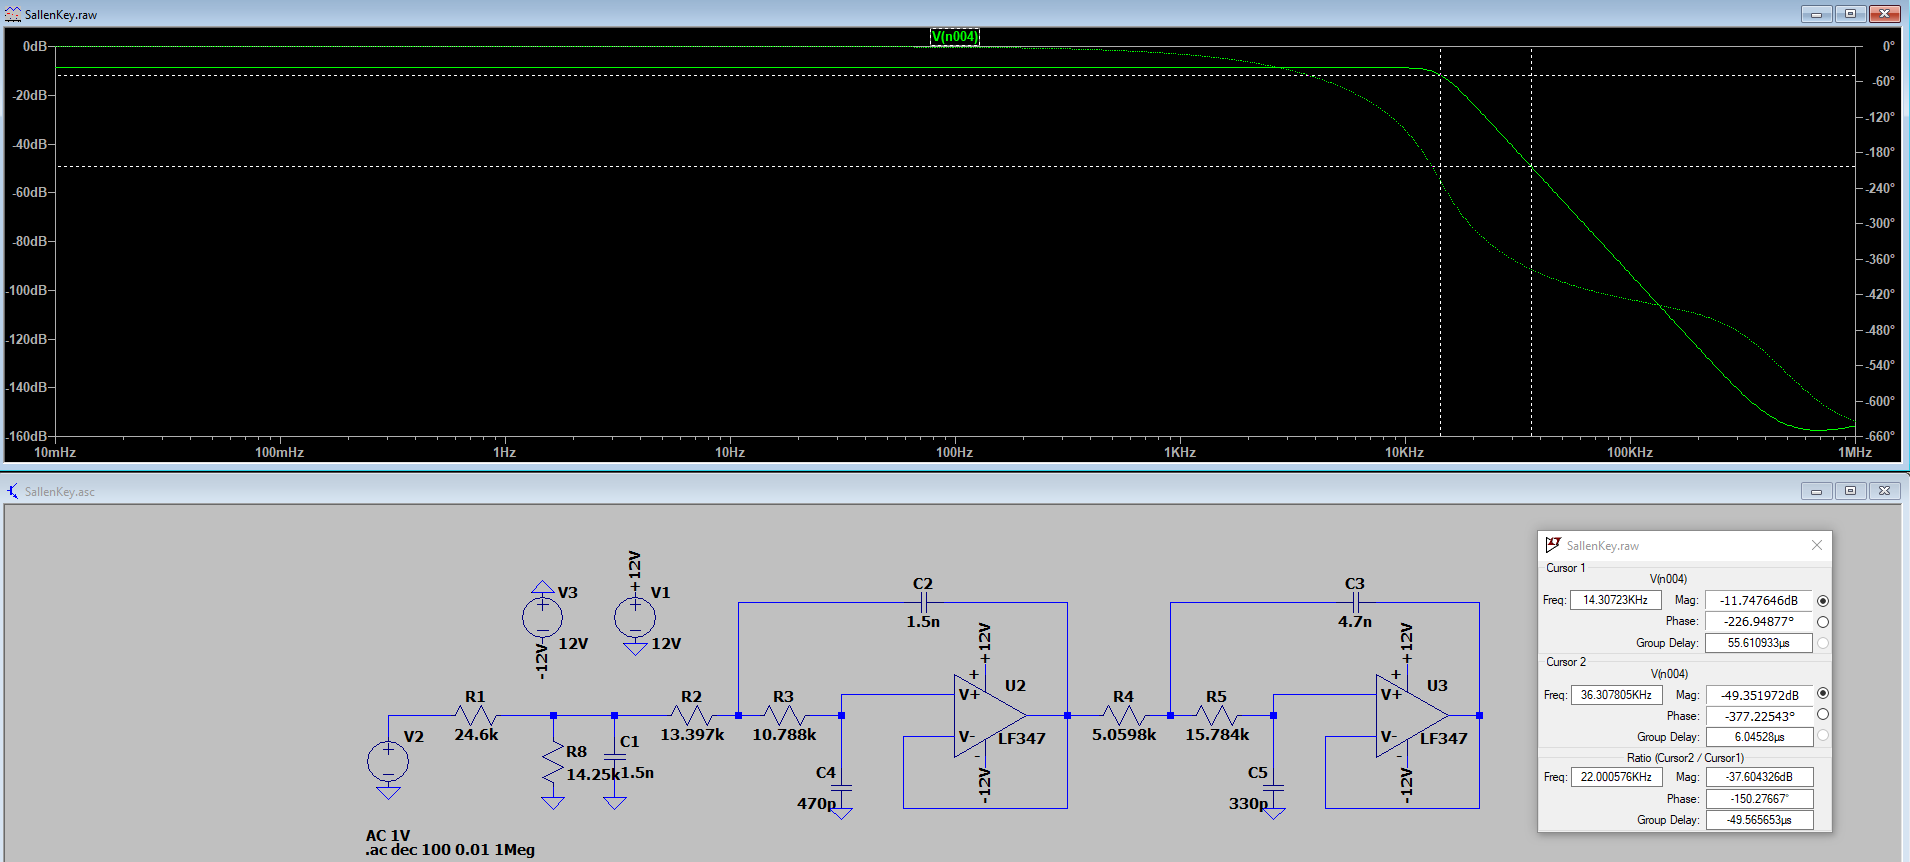 SallenKey.raw
V(n004)
0dB
-20dB
-40dB
-60dB
-80dB
-100dB
-120dB
-140dB
-160dB
0°
-60°
-120°
-180°
-240°
-300°
-360°
-420°
-480°
-540°
-600°
-660°
10mHz 100mHz 1Hz 10Hz 100Hz 1KHz 10KHz 100KHz 1MHz
SallenKey.asc
V3
12V
-12V
+12V
V1
12V
C2
1.5n
C3
4.7n
R1
24.6k
V2
R8
14.25k
C1
1.5n
R2
13.397k
R3
10.788k
C4
470p
+12V
U2
+
V+
V-
-
LF347
-12V
R4
5.0598k
R5
15.784k
C5
330p
+12V
U3
+
V+
V-
-
LF347
-12V
AC 1V
.ac dec 100 0.01 1Meg
SallenKey.raw
Cursor 1
V(n004)
Freq: 14.30723KHz Mag: -11.747646dB
Phase: -226.94877°
Group Delay: 55.610933µs
Cursor 2
V(n004)
Freq: 36.307805KHz Mag: -49.351972dB
Phase: -377.22543°
Group Delay: 6.04528µs
Ratio (Cursor2 / Cursor1)
Freq: 22.000576KHz Mag: -37.604326dB
Phase: -150.27667°
Group Delay: -49.565653µs